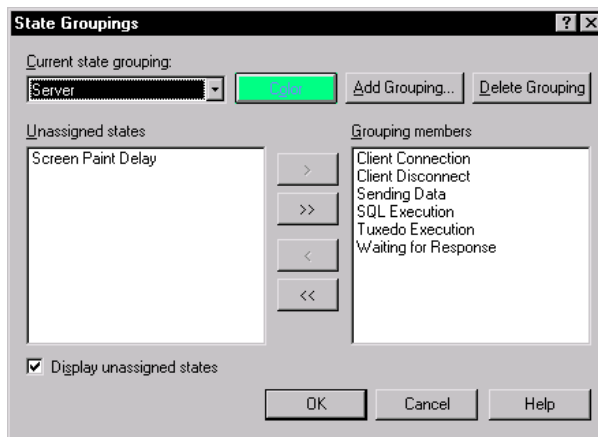 State Groupings
Current state grouping:
Server
Color
Add Grouping...
Delete Grouping
Unassigned states
Grouping members
Screen Paint Delay
Client Connection
Client Disconnect
Sending Data
SQL Execution
Tuxedo Execution
Waiting for Response
>
>>
<
<<
Display unassigned states
OK
Cancel
Help